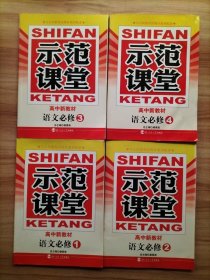 SHIFAN
示范
课堂
KETANG
高中新教材
语文必修3
SHIFAN
示范
课堂
KETANG
高中新教材
语文必修4
SHIFAN
示范
课堂
KETANG
高中新教材
语文必修1
SHIFAN
示范
课堂
KETANG
高中新教材
语文必修2